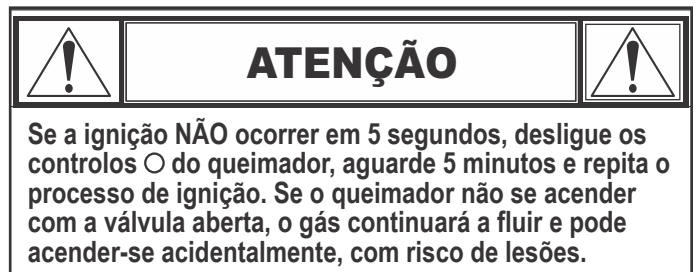 ATENÇÃO
Se a ignição NÃO ocorrer em 5 segundos, desligue os
controlos ○ do queimador, aguarde 5 minutos e repita o
processo de ignição. Se o queimador não se acender
com a válvula aberta, o gás continuará a fluir e pode
acender-se acidentalmente, com risco de lesões.